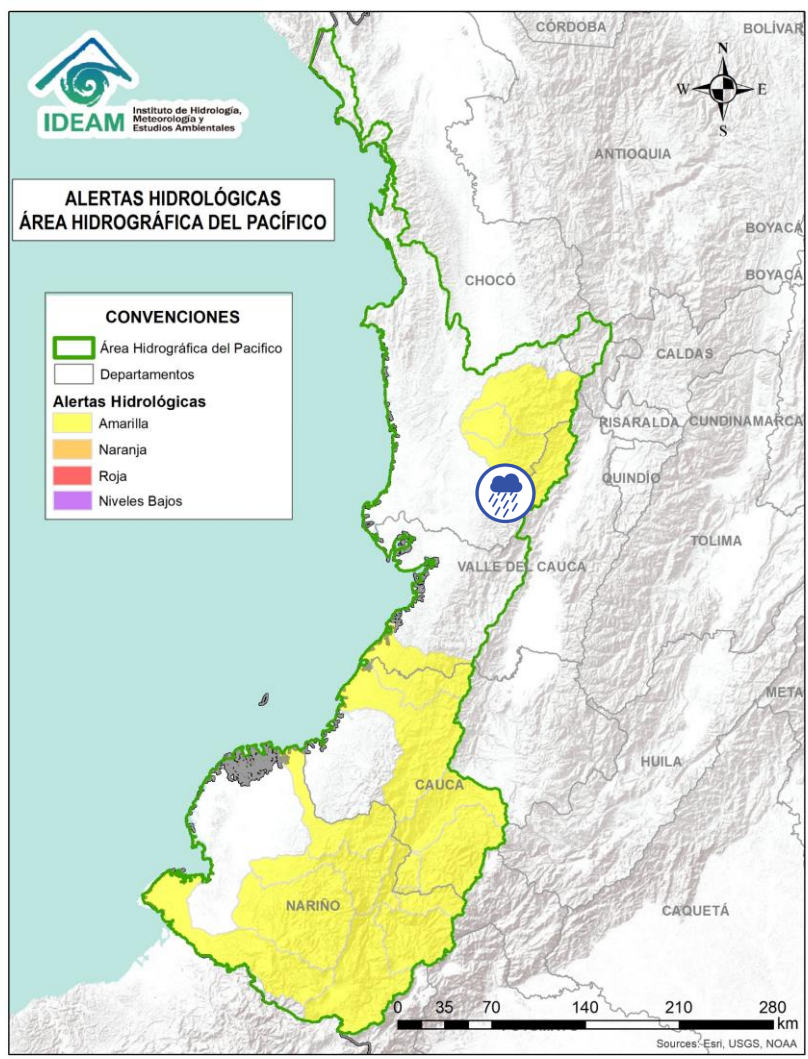 CÓRDOBA
BOLÍVAR
N
W
E
S
IDEAM
Instituto de Hidrología,
Meteorología y
Estudios Ambientales
ANTIOQUIA
ALERTAS HIDROLÓGICAS
ÁREA HIDROGRÁFICA DEL PACÍFICO
BOYACÁ
BOYACÁ
CHOCÓ
CONVENCIONES
Área Hidrográfica del Pacifico
Departamentos
Alertas Hidrológicas
Amarilla
Naranja
Roja
Niveles Bajos
CALDAS
RISARALDA
CUNDINAMARCA
QUINDÍO
TOLIMA
VALLE DEL CAUCA
META
HUILA
CAUCA
NARIÑO
CAQUETÁ
0 35 70 140 210 280
km
Sources: Esri, USGS, NOAA